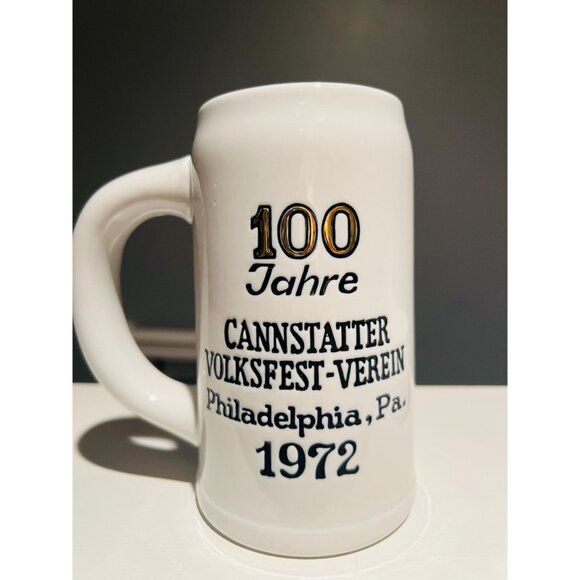 100
Jahre
CANNSTATTER
VOLKSFEST-VEREIN
Philadelphia, Pa.
1972